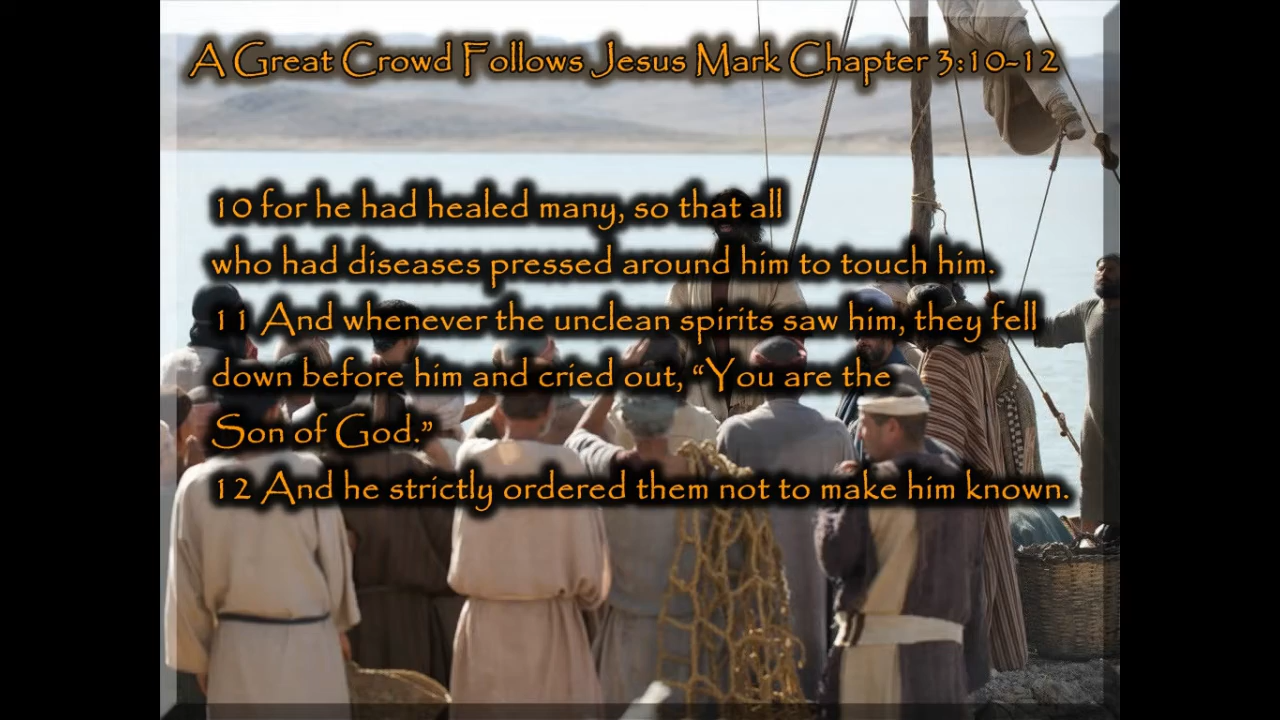 A Great Crowd Follows Jesus Mark Chapter 3:10-12
10 for he had healed many, so that all
who had diseases pressed around him to touch him.
11 And whenever the unclean spirits saw him, they fell
down before him and cried out, “You are the
Son of God.”
12 And he strictly ordered them not to make him known.